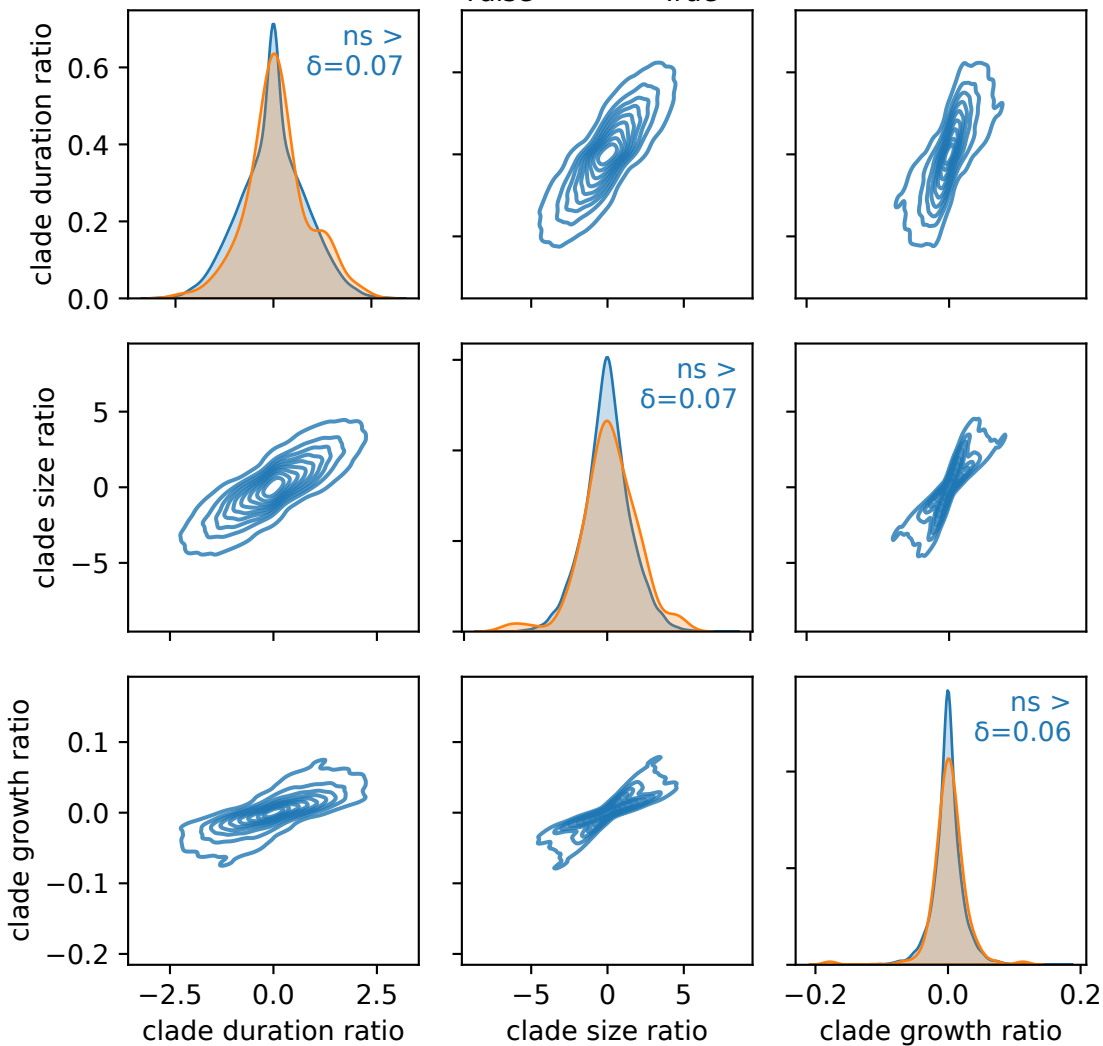 ns >
δ=0.07
clade duration ratio
0.6
0.4
0.2
0.0
ns >
δ=0.07
clade size ratio
5
0
−5
ns >
δ=0.06
clade growth ratio
0.1
0.0
−0.1
−0.2
−2.5 0.0 2.5
−5 0 5
−0.2 0.0 0.2
clade duration ratio
clade size ratio
clade growth ratio